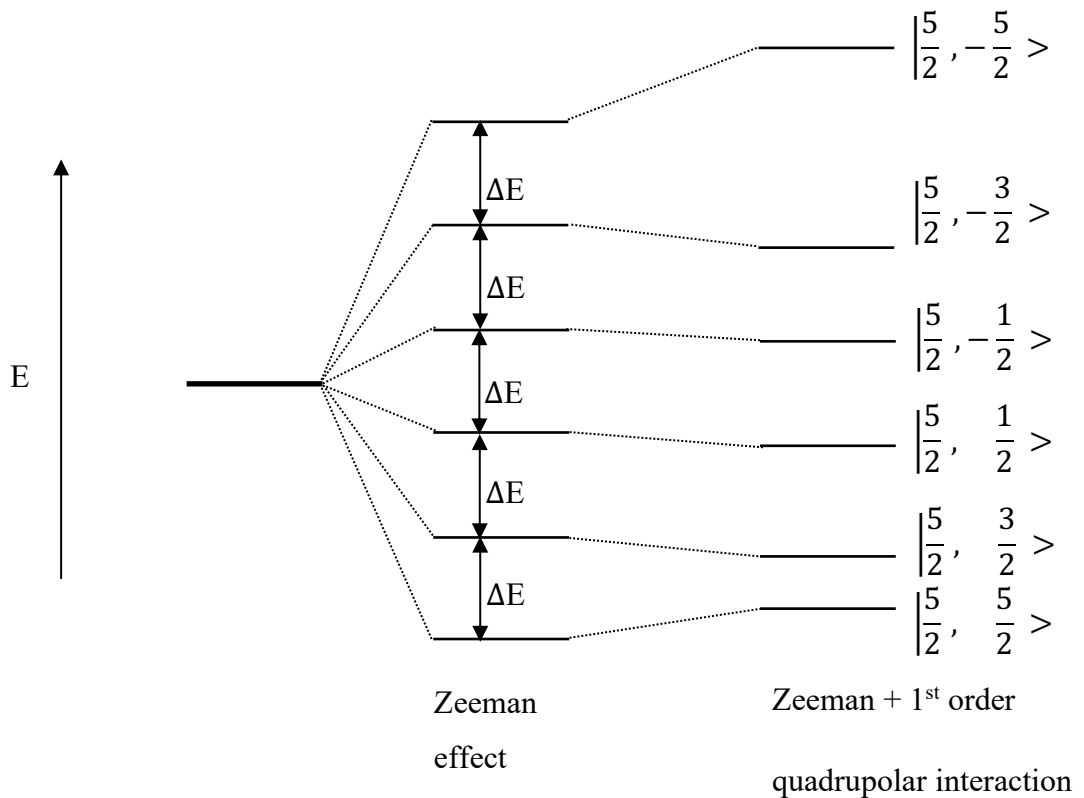 |5/2 , − 5/2 >
ΔE
|5/2 , − 3/2 >
ΔE
|5/2 , − 1/2 >
E
ΔE
|5/2 , 1/2 >
ΔE
|5/2 , 3/2 >
ΔE
|5/2 , 5/2 >
Zeeman
effect
Zeeman + 1st order
quadrupolar interaction